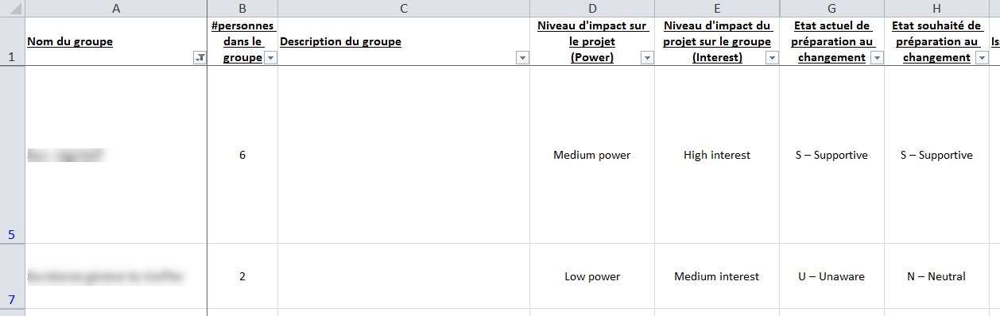 A B C D E G H
1
Nom du groupe
#personnes
dans le
groupe
Description du groupe
Niveau d'impact sur
le projet
(Power)
Niveau d'impact du
projet sur le groupe
(Interest)
Etat actuel de
préparation au
changement
Etat souhaité de
préparation au
changement
Is
5
6
Medium power
High interest
S – Supportive
S – Supportive
7
2
Low power
Medium interest
U – Unaware
N – Neutral